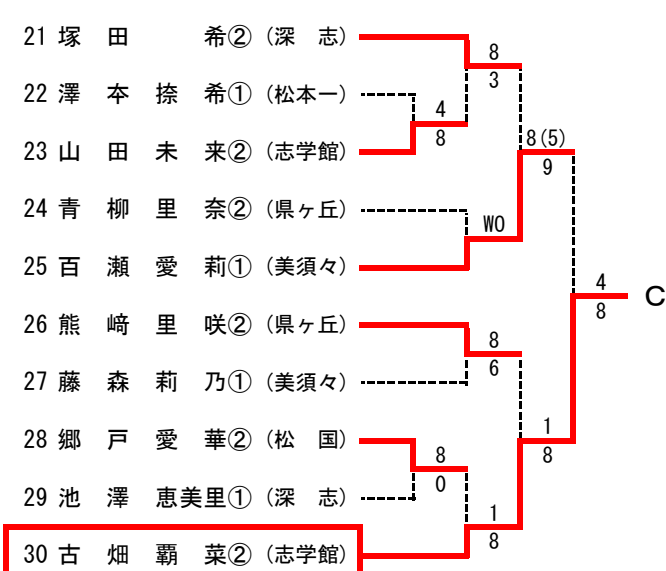 21 塚 田 希② (深 志)
8
3
22 澤 夲 捺 希① (松本一)
4
8
23 山 田 未 来② (志学館)
8(5)
9
24 青 柳 里 奈② (県ヶ丘)
WO
25 百 瀬 愛 莉① (美須々)
4
8
C
26 熊 﨑 里 咲② (県ヶ丘)
8
6
27 藤 森 莉 乃① (美須々)
28 郷 戸 愛 華② (松 国)
1
8
8
0
29 池 澤 恵美里① (深 志)
1
8
30 古 畑 覇 菜② (志学館)